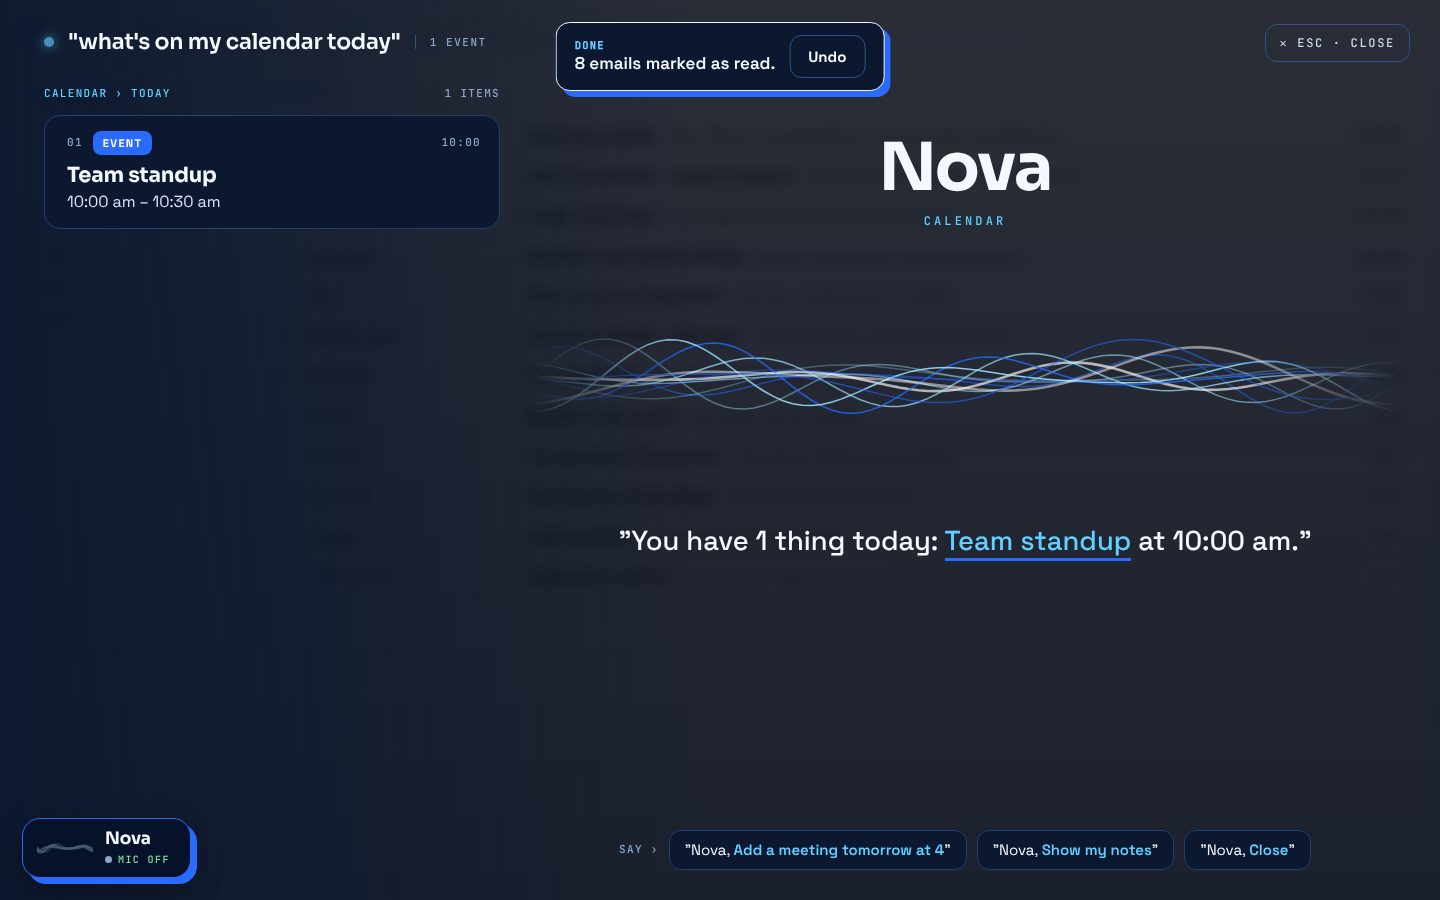 "what's on my calendar today" 1 EVENT
DONE
8 emails marked as read.
Undo
× ESC · CLOSE
CALENDAR › TODAY 1 ITEMS
01 EVENT 10:00
Team standup
10:00 am – 10:30 am
Nova
CALENDAR
"You have 1 thing today: Team standup at 10:00 am."
Nova
MIC OFF
SAY › "Nova, Add a meeting tomorrow at 4" "Nova, Show my notes" "Nova, Close"